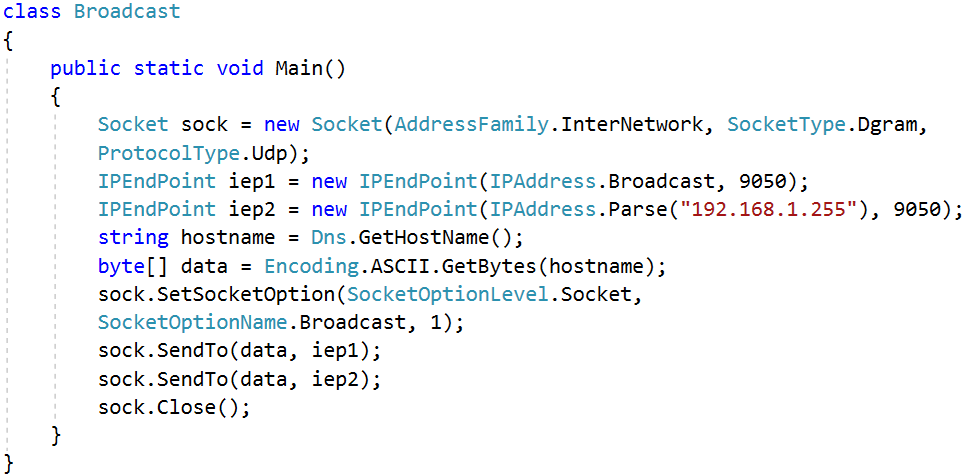 class Broadcast
{
    public static void Main()
    {
        Socket sock = new Socket(AddressFamily.InterNetwork, SocketType.Dgram,
        ProtocolType.Udp);
        IPEndPoint iep1 = new IPEndPoint(IPAddress.Broadcast, 9050);
        IPEndPoint iep2 = new IPEndPoint(IPAddress.Parse("192.168.1.255"), 9050);
        string hostname = Dns.GetHostName();
        byte[] data = Encoding.ASCII.GetBytes(hostname);
        sock.SetSocketOption(SocketOptionLevel.Socket,
        SocketOptionName.Broadcast, 1);
        sock.SendTo(data, iep1);
        sock.SendTo(data, iep2);
        sock.Close();
    }
}